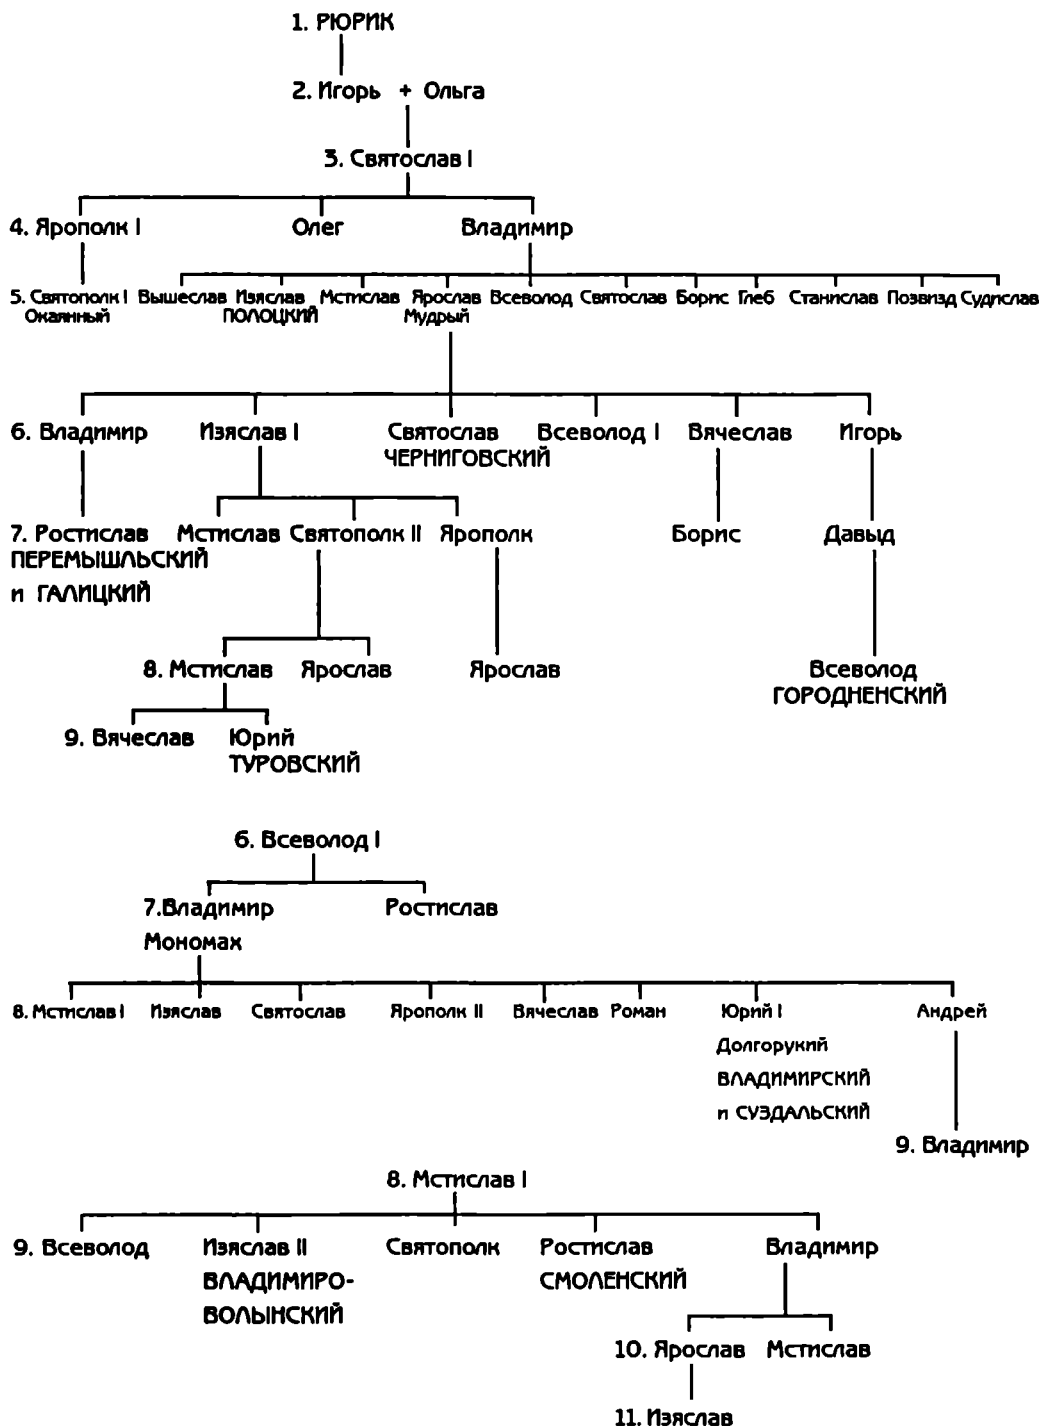 1. РЮРИК
2. Игорь + Ольга
3. Святослав I
4. Ярополк I Олег Владимир
5. Святополк I Вышеслав Изяслав Мстислав Ярослав Всеволод Святослав Борис Глеб Станислав Позвизд Судислав
Окаянный ПОЛОЦКИЙ Мудрый
6. Владимир Изяслав I Святослав Всеволод I Вячеслав Игорь
ЧЕРНИГОВСКИЙ
7. Ростислав Мстислав Святополк II Ярополк Борис Давыд
ПЕРЕМЫШЛЬСКИЙ
и ГАЛИЦКИЙ
8. Мстислав Ярослав Ярослав Всеволод
ГОРОДНЕНСКИЙ
9. Вячеслав Юрий
ТУРОВСКИЙ
6. Всеволод I
7.Владимир Ростислав
Мономах
8. Мстислав I Изяслав Святослав Ярополк II Вячеслав Роман Юрий I Андрей
Долгорукий
ВЛАДИМИРСКИЙ
и СУЗДАЛЬСКИЙ
9. Владимир
8. Мстислав I
9. Всеволод Изяслав II Святополк Ростислав Владимир
ВЛАДИМИРО- СМОЛЕНСКИЙ
ВОЛЫНСКИЙ
10. Ярослав Мстислав
11. Изяслав